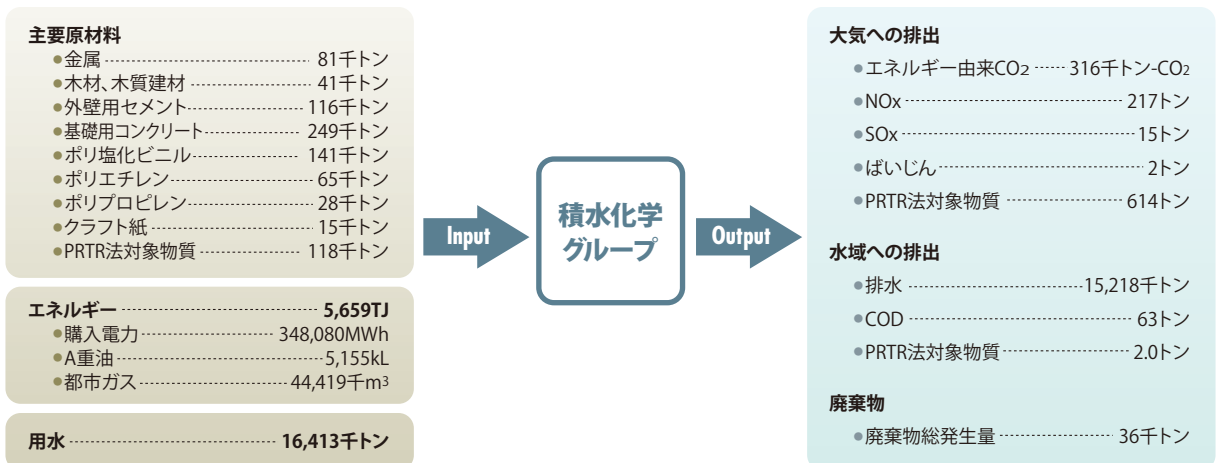 主要原材料
●金属 81千トン
●木材、木質建材 41千トン
●外壁用セメント 116千トン
●基礎用コンクリート 249千トン
●ポリ塩化ビニル 141千トン
●ポリエチレン 65千トン
●ポリプロピレン 28千トン
●クラフト紙 15千トン
●PRTR法対象物質 118千トン
エネルギー 5,659TJ
●購入電力 348,080MWh
●A重油 5,155kL
●都市ガス 44,419千m3
用水 16,413千トン
Input
積水化学
グループ
Output
大気への排出
●エネルギー由来CO2 316千トン-CO2
●NOx 217トン
●SOx 15トン
●ばいじん 2トン
●PRTR法対象物質 614トン
水域への排出
●排水 15,218千トン
●COD 63トン
●PRTR法対象物質 2.0トン
廃棄物
●廃棄物総発生量 36千トン